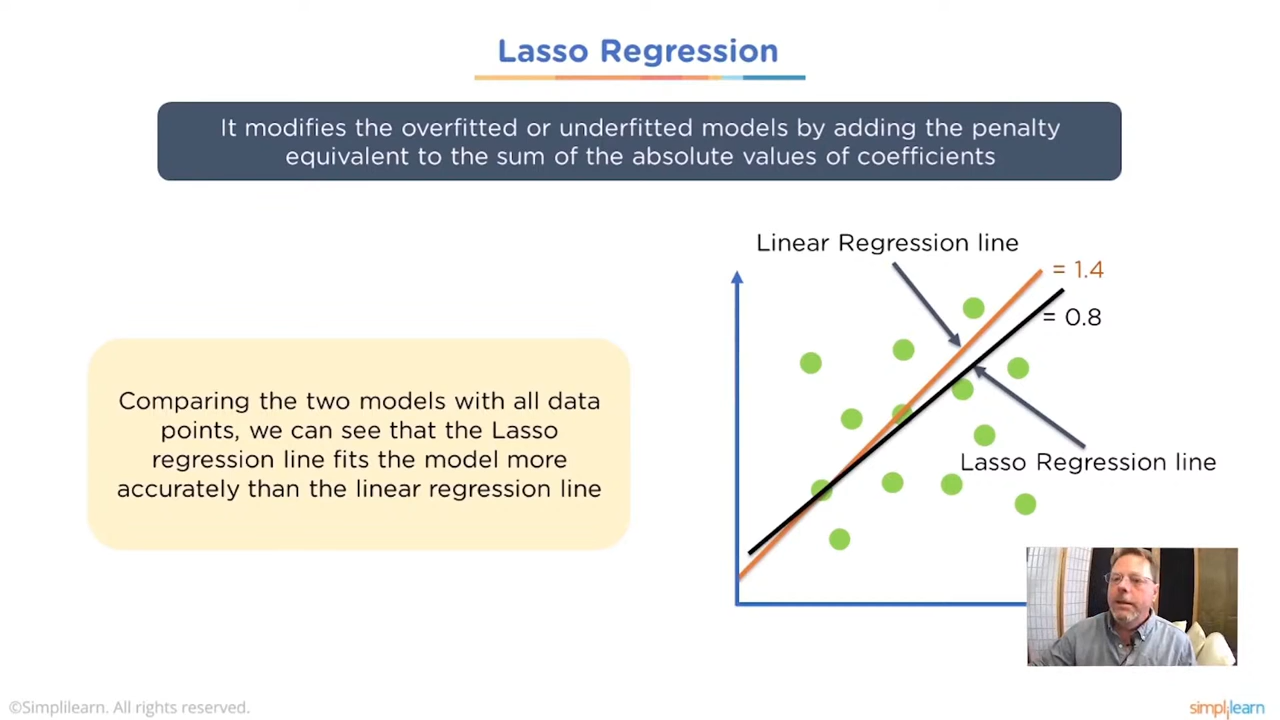 Lasso Regression
It modifies the overfitted or underfitted models by adding the penalty
equivalent to the sum of the absolute values of coefficients
Linear Regression line
= 1.4
= 0.8
Comparing the two models with all data
points, we can see that the Lasso
regression line fits the model more
accurately than the linear regression line
Lasso Regression line
©Simplilearn. All rights reserved.
simplilearn